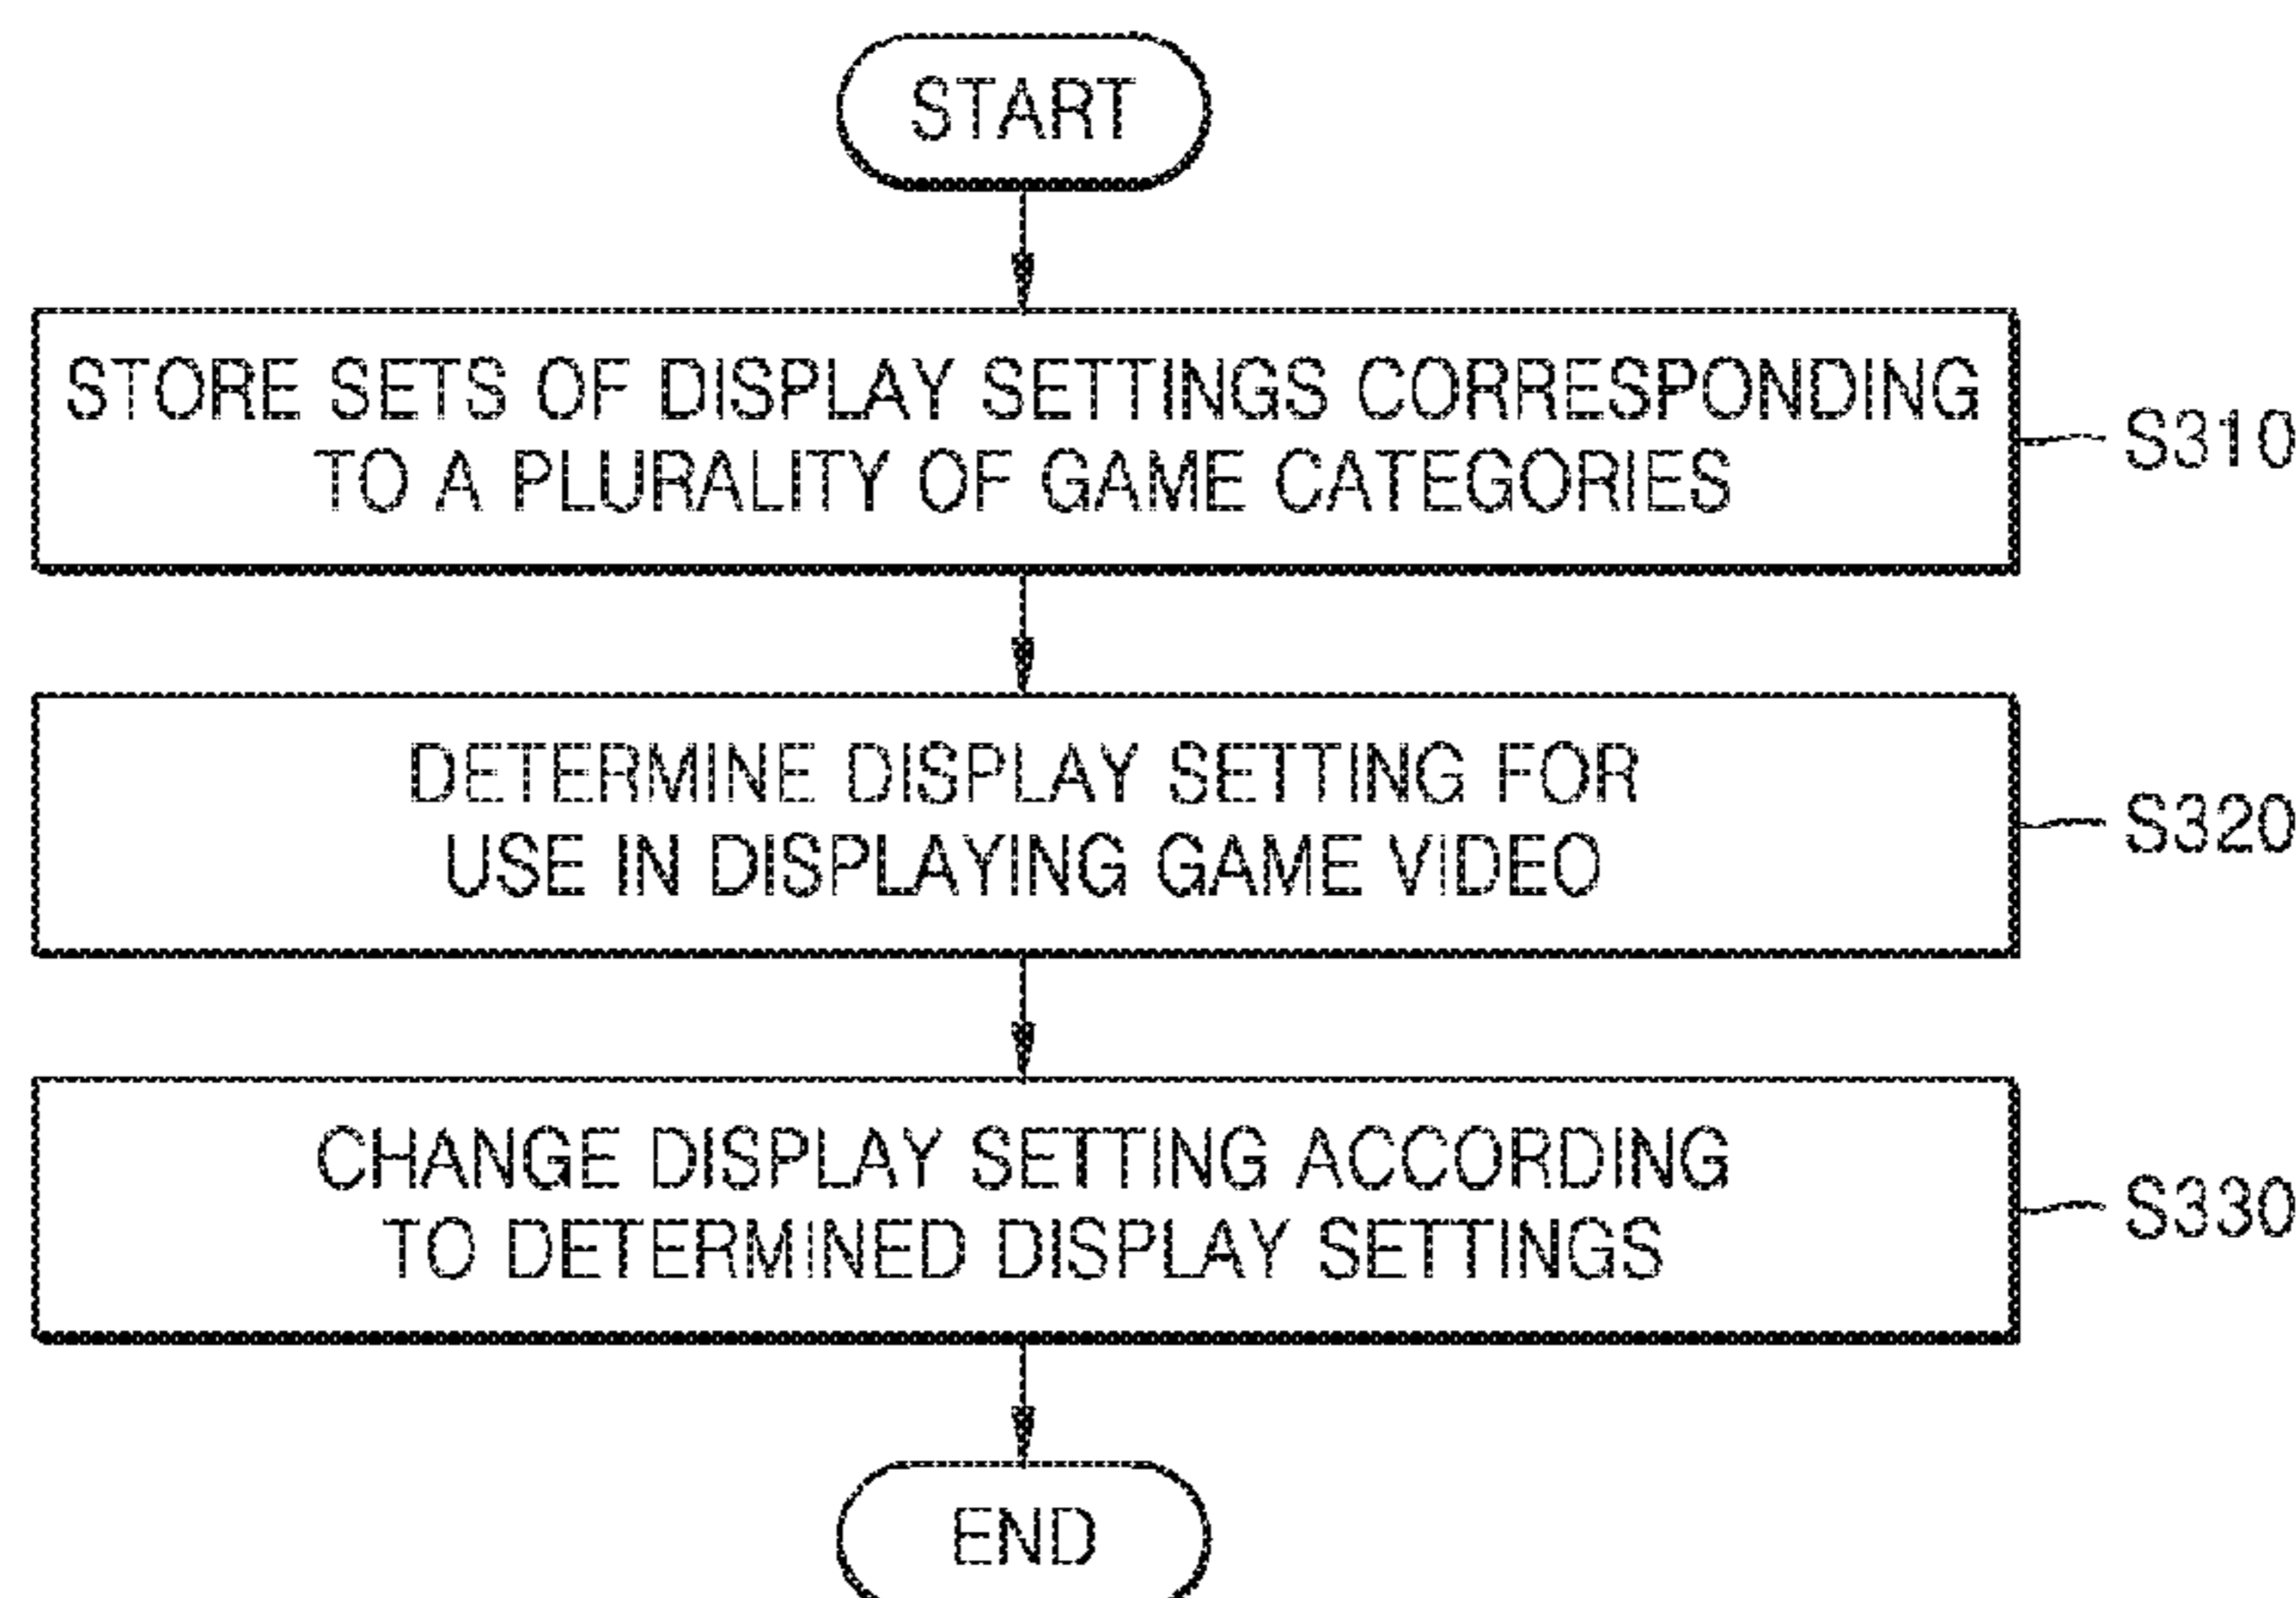 START
STORE SETS OF DISPLAY SETTINGS CORRESPONDING
TO A PLURALITY OF GAME CATEGORIES
S310
DETERMINE DISPLAY SETTING FOR
USE IN DISPLAYING GAME VIDEO
S320
CHANGE DISPLAY SETTING ACCORDING
TO DETERMINED DISPLAY SETTINGS
S330
END